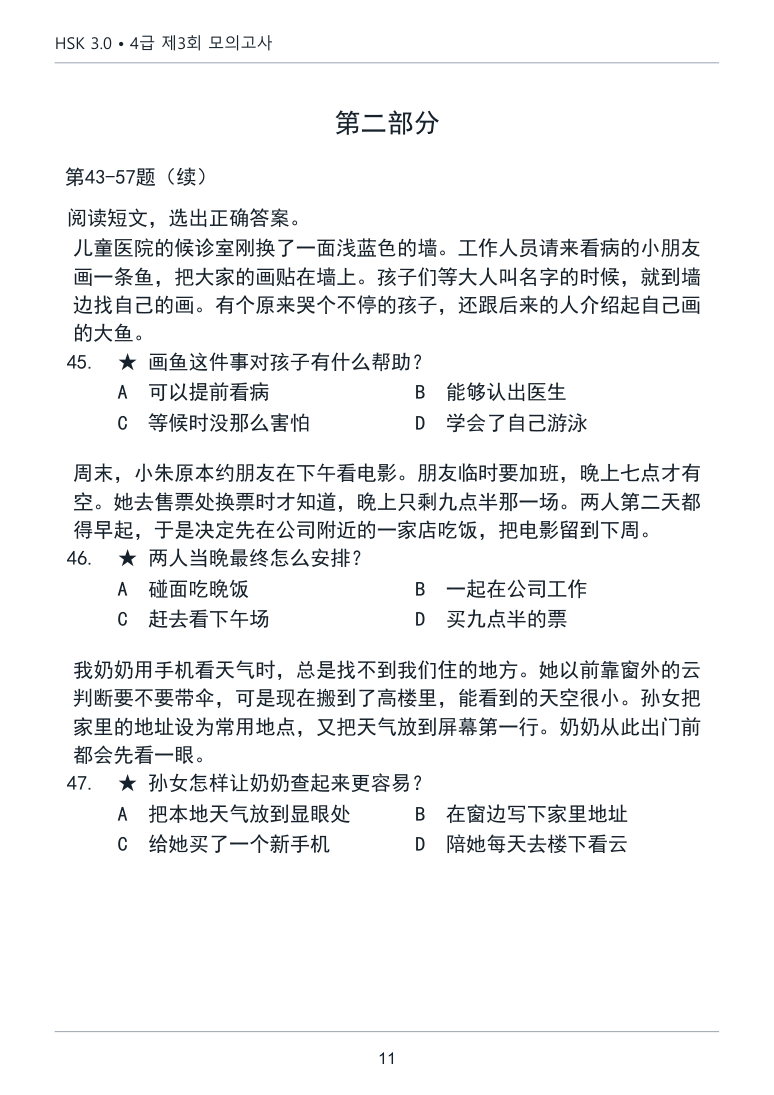 HSK 3.0 • 4급 제3회 모의고사
第二部分
第43-57题（续）
阅读短文，选出正确答案。
儿童医院的候诊室刚换了一面浅蓝色的墙。工作人员请来看病的小朋友
画一条鱼，把大家的画贴在墙上。孩子们等大人叫名字的时候，就到墙
边找自己的画。有个原来哭个不停的孩子，还跟后来的人介绍起自己画
的大鱼。
45. ★ 画鱼这件事对孩子有什么帮助？
A 可以提前看病 B 能够认出医生
C 等候时没那么害怕 D 学会了自己游泳
周末，小朱原本约朋友在下午看电影。朋友临时要加班，晚上七点才有
空。她去售票处换票时才知道，晚上只剩九点半那一场。两人第二天都
得早起，于是决定先在公司附近的一家店吃饭，把电影留到下周。
46. ★ 两人当晚最终怎么安排？
A 碰面吃晚饭 B 一起在公司工作
C 赶去看下午场 D 买九点半的票
我奶奶用手机看天气时，总是找不到我们住的地方。她以前靠窗外的云
判断要不要带伞，可是现在搬到了高楼里，能看到的天空很小。孙女把
家里的地址设为常用地点，又把天气放到屏幕第一行。奶奶从此出门前
都会先看一眼。
47. ★ 孙女怎样让奶奶查起来更容易？
A 把本地天气放到显眼处 B 在窗边写下家里地址
C 给她买了一个新手机 D 陪她每天去楼下看云
11